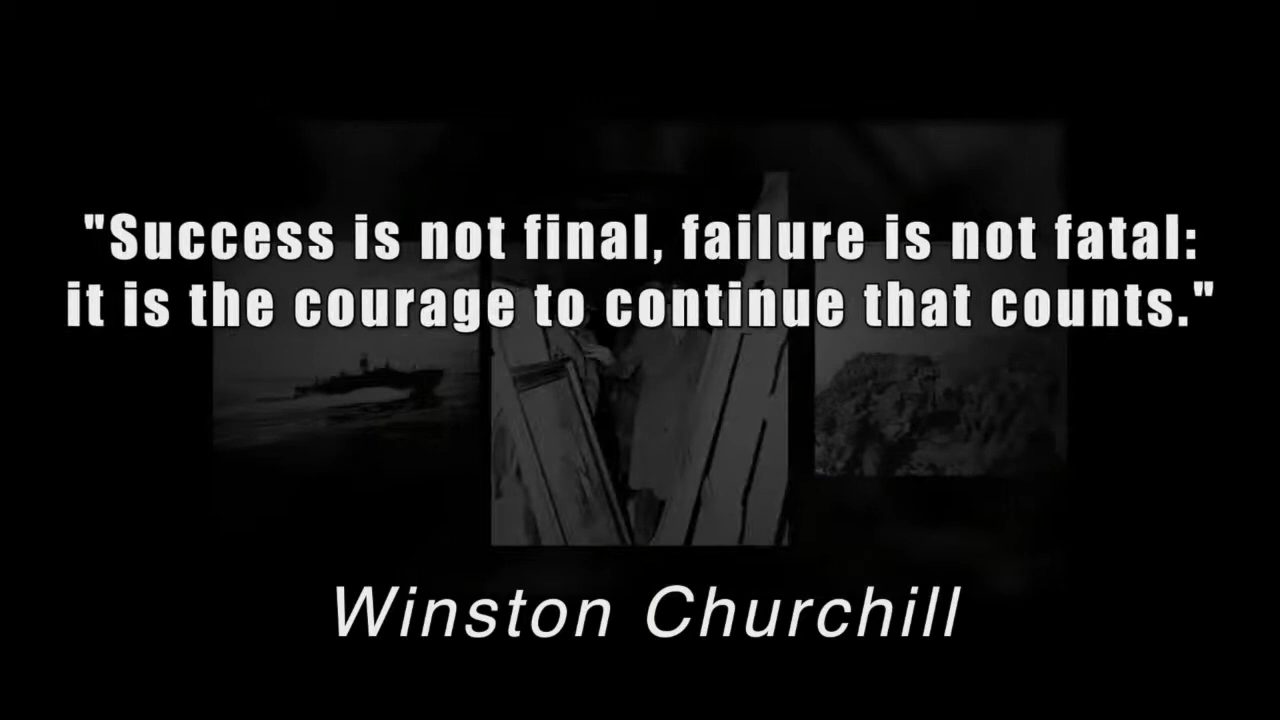 "Success is not final, failure is not fatal:
it is the courage to continue that counts."
Winston Churchill